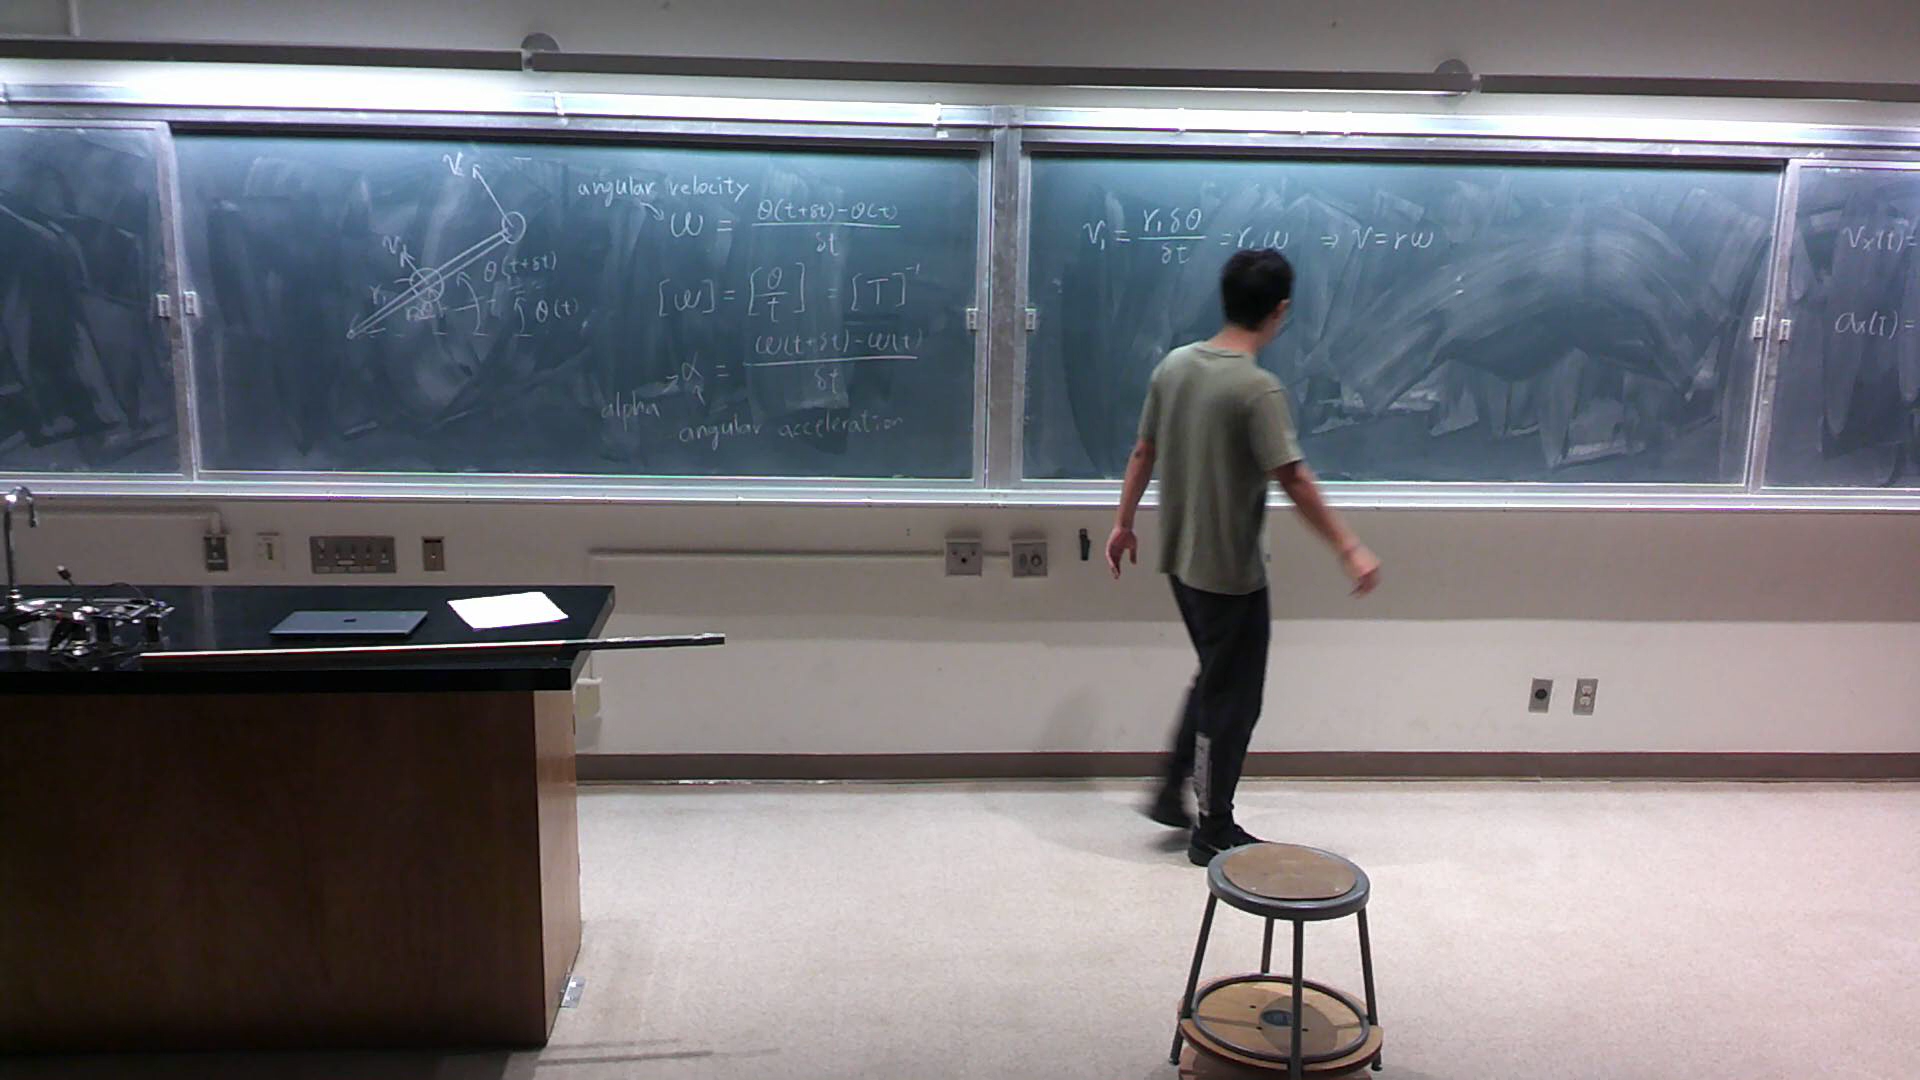 v
v
r₁
θ(t+δt)
θ(t)
angular velocity
ω = θ(t+δt)-θ(t) / δt
[ω] = [θ/t] = [T]⁻¹
α = ω(t+δt)-ω(t) / δt
alpha
angular acceleration
v₁ = r₁δθ / δt = r₁ω ⇒ v=rω
Vx(t)=
ax(t)=